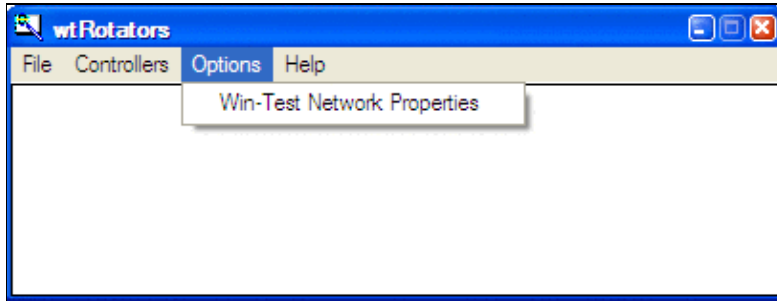 wtRotators
File Controllers Options Help
Win-Test Network Properties